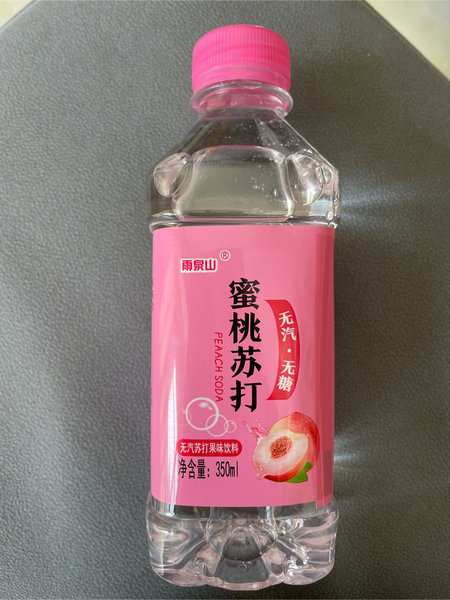 雨泉山®
蜜桃苏打
PEAACH SODA
无汽·无糖
无汽苏打果味饮料
净含量：350ml